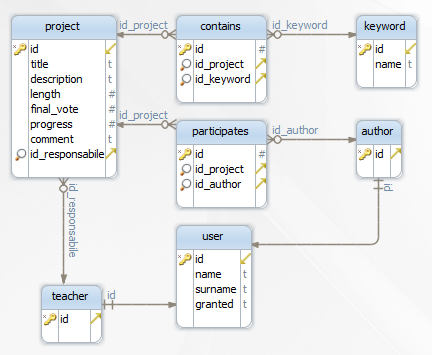 project
id
title
description
length
final_vote
progress
comment
id_responsabile
id_project
contains
id
id_project
id_keyword
id_keyword
keyword
id
name
id_project
participates
id
id_project
id_author
id_author
author
id
id
id_responsabile
user
id
name
surname
granted
teacher
id
id
t
t
#
#
#
t
#
t
#
t
t
t